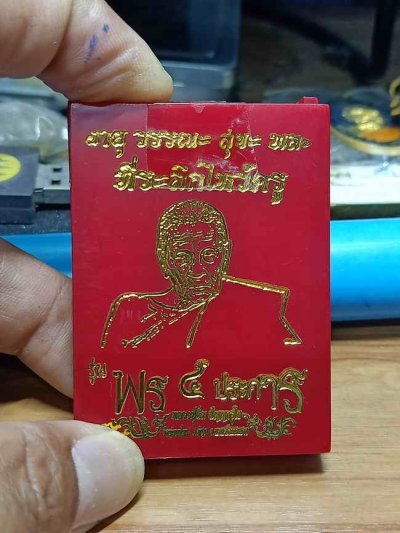 อายุ วรรณะ สุขะ พละ
ที่ระลึกไหว้ครู
รุ่น พร ๔ ประการ